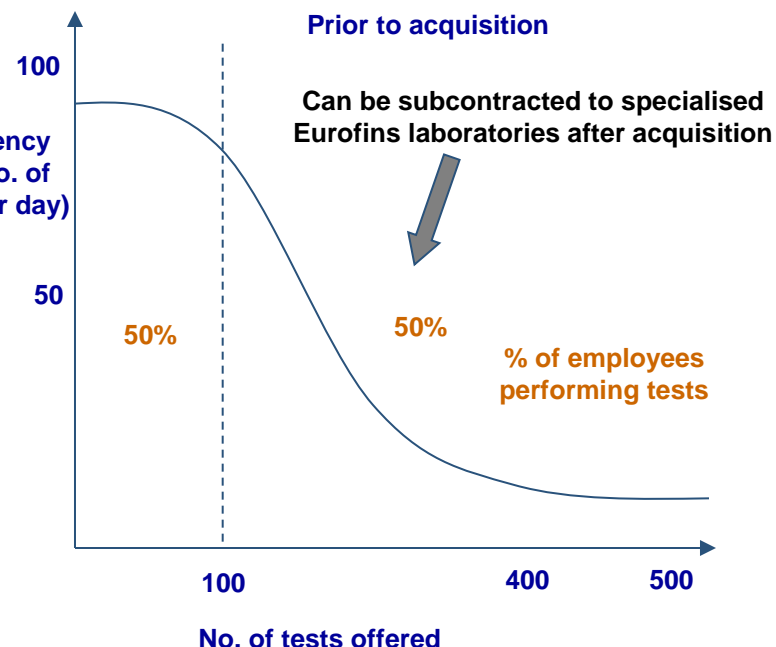 Prior to acquisition
100
Can be subcontracted to specialised
Eurofins laboratories after acquisition
50
50%
50%
% of employees
performing tests
100
400
500
No. of tests offered